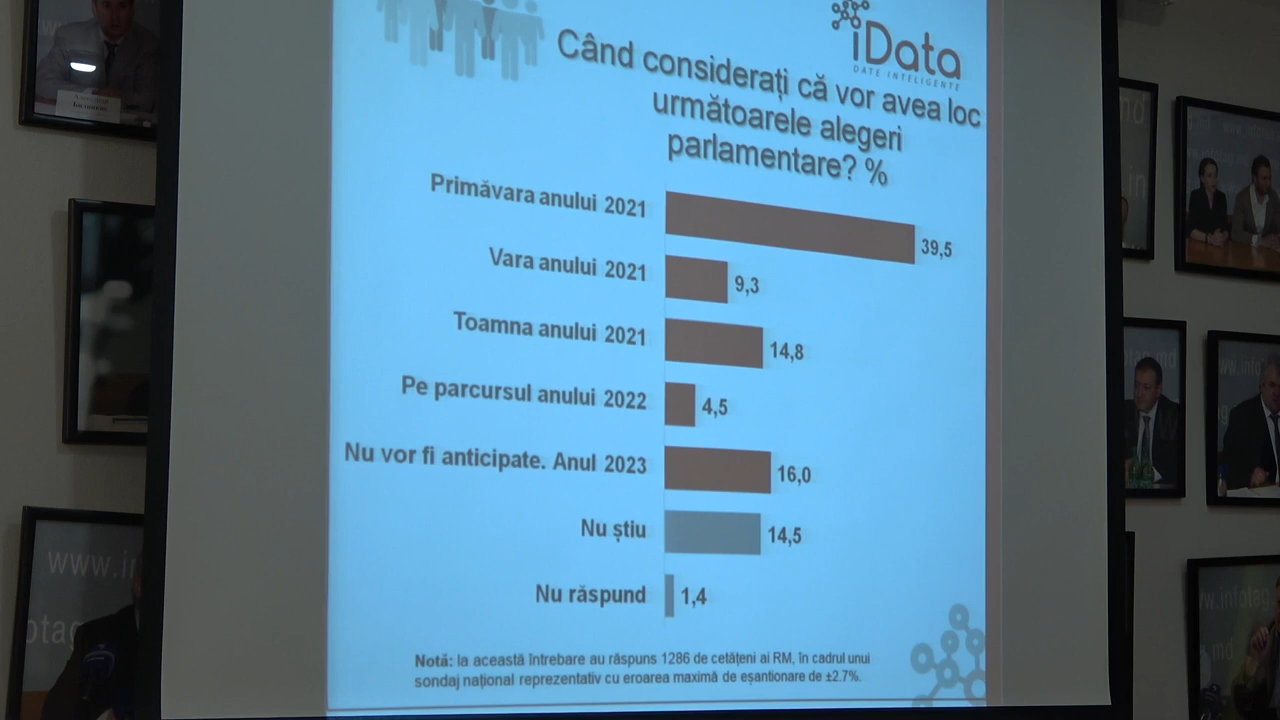 iData
DATE INTELIGENTE
Când considerați că vor avea loc
următoarele alegeri
parlamentare? %
Primăvara anului 2021
39,5
Vara anului 2021
9,3
Toamna anului 2021
14,8
Pe parcursul anului 2022
4,5
Nu vor fi anticipate. Anul 2023
16,0
Nu știu
14,5
Nu răspund
1,4
Notă: la această întrebare au răspuns 1286 de cetățeni ai RM, în cadrul unui
sondaj național reprezentativ cu eroarea maximă de eșantionare de ±2.7%.